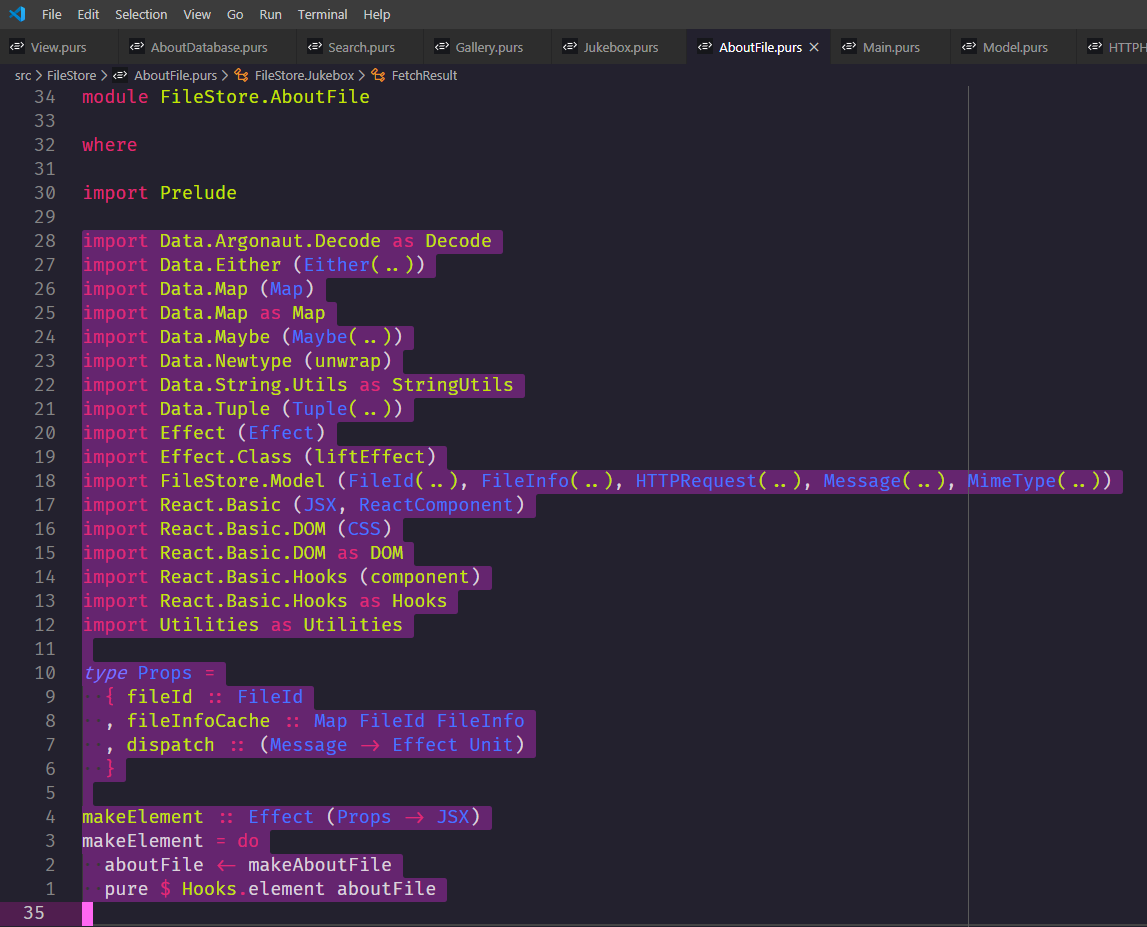 File Edit Selection View Go Run Terminal Help
View.purs AboutDatabase.purs Search.purs Gallery.purs Jukebox.purs AboutFile.purs Main.purs Model.purs HTTPR
src > FileStore > AboutFile.purs > FileStore.Jukebox > FetchResult
34 module FileStore.AboutFile
33
32 where
31
30 import Prelude
29
28 import Data.Argonaut.Decode as Decode
27 import Data.Either (Either(..))
26 import Data.Map (Map)
25 import Data.Map as Map
24 import Data.Maybe (Maybe(..))
23 import Data.Newtype (unwrap)
22 import Data.String.Utils as StringUtils
21 import Data.Tuple (Tuple(..))
20 import Effect (Effect)
19 import Effect.Class (liftEffect)
18 import FileStore.Model (FileId(..), FileInfo(..), HTTPRequest(..), Message(..), MimeType(..))
17 import React.Basic (JSX, ReactComponent)
16 import React.Basic.DOM (CSS)
15 import React.Basic.DOM as DOM
14 import React.Basic.Hooks (component)
13 import React.Basic.Hooks as Hooks
12 import Utilities as Utilities
11
10 type Props =
9 { fileId :: FileId
8 , fileInfoCache :: Map FileId FileInfo
7 , dispatch :: (Message -> Effect Unit)
6 }
5
4 makeElement :: Effect (Props -> JSX)
3 makeElement = do
2 aboutFile <- makeAboutFile
1 pure $ Hooks.element aboutFile
35